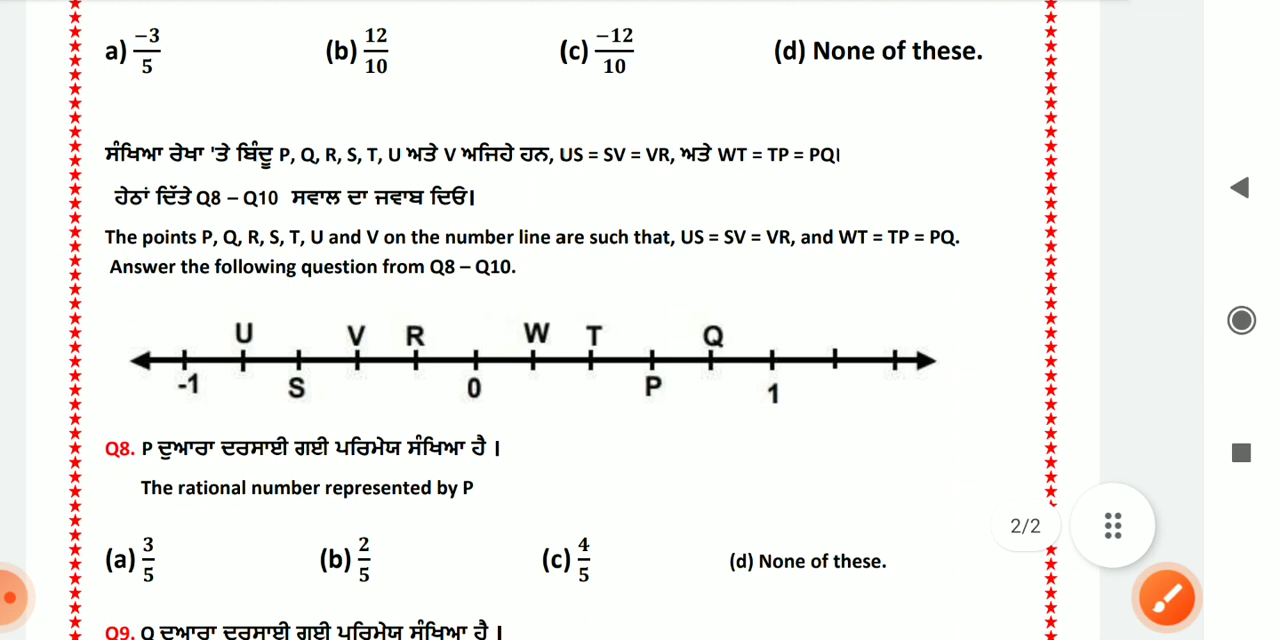 a) −3/5 (b) 12/10 (c) −12/10 (d) None of these.
ਸੰਖਿਆ ਰੇਖਾ 'ਤੇ ਬਿੰਦੂ P, Q, R, S, T, U ਅਤੇ V ਅਜਿਹੇ ਹਨ, US = SV = VR, ਅਤੇ WT = TP = PQ।
ਹੇਠਾਂ ਦਿੱਤੇ Q8 – Q10 ਸਵਾਲ ਦਾ ਜਵਾਬ ਦਿਓ।
The points P, Q, R, S, T, U and V on the number line are such that, US = SV = VR, and WT = TP = PQ.
Answer the following question from Q8 – Q10.
U V R W T Q
-1 S 0 P 1
Q8. P ਦੁਆਰਾ ਦਰਸਾਈ ਗਈ ਪਰਿਮੇਯ ਸੰਖਿਆ ਹੈ ।
The rational number represented by P
2/2
(a) 3/5 (b) 2/5 (c) 4/5 (d) None of these.
Q9. Q ਦੁਆਰਾ ਦਰਸਾਈ ਗਈ ਪਰਿਮੇਯ ਸੰਖਿਆ ਹੈ ।